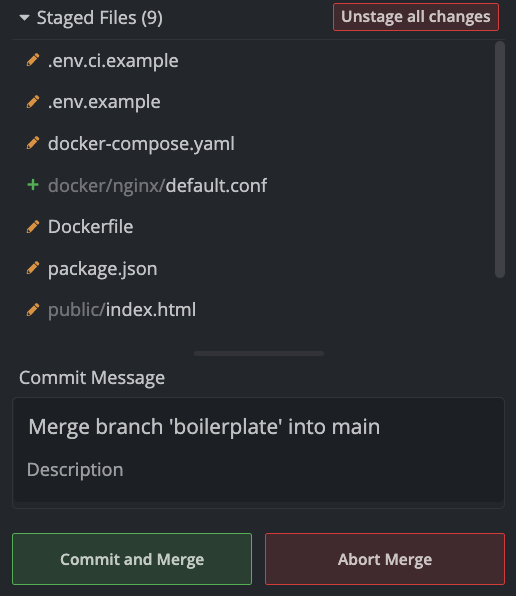 Staged Files (9)
Unstage all changes
.env.ci.example
.env.example
docker-compose.yaml
docker/nginx/default.conf
Dockerfile
package.json
public/index.html
Commit Message
Merge branch 'boilerplate' into main
Description
Commit and Merge
Abort Merge